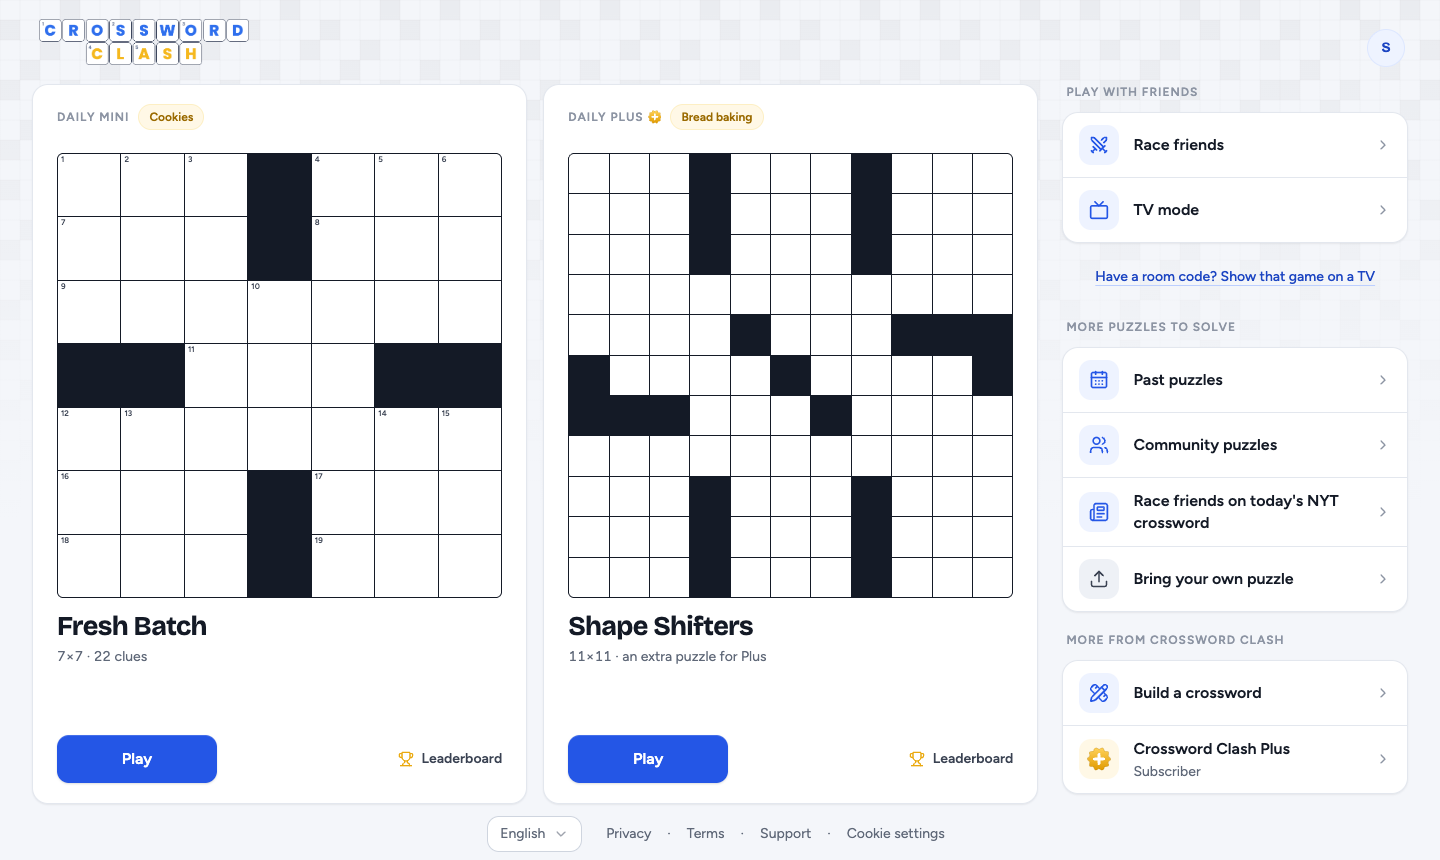 CROSSWORD
CLASH
S
DAILY MINI Cookies
1 2 3 4 5 6
7 8
9 10
11
12 13 14 15
16 17
18 19
Fresh Batch
7×7 · 22 clues
Play Leaderboard
DAILY PLUS Bread baking
Shape Shifters
11×11 · an extra puzzle for Plus
Play Leaderboard
PLAY WITH FRIENDS
Race friends
TV mode
Have a room code? Show that game on a TV
MORE PUZZLES TO SOLVE
Past puzzles
Community puzzles
Race friends on today's NYT
crossword
Bring your own puzzle
MORE FROM CROSSWORD CLASH
Build a crossword
Crossword Clash Plus
Subscriber
English Privacy · Terms · Support · Cookie settings